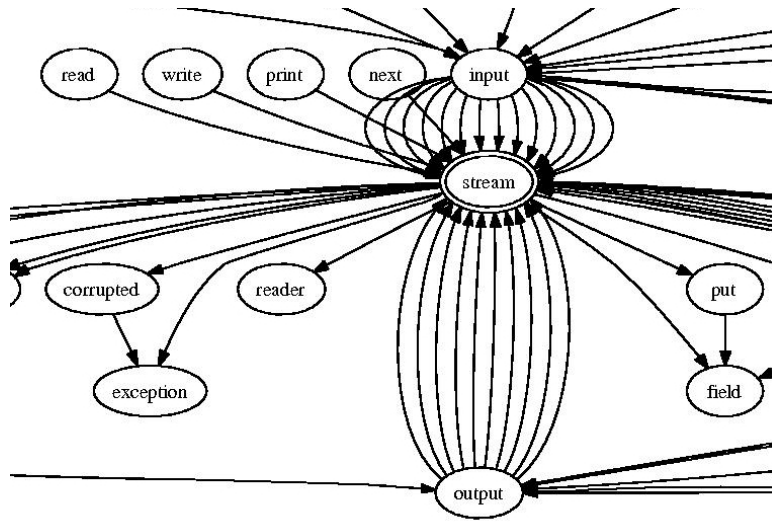 read write print next input
stream
corrupted reader put
exception field
output